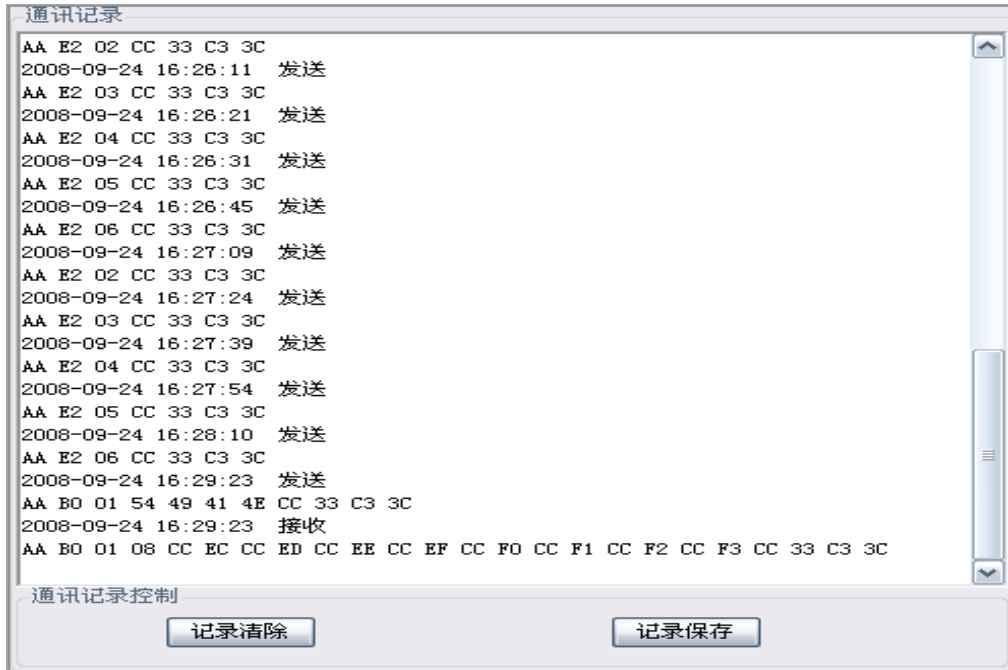 通讯记录
AA E2 02 CC 33 C3 3C
2008-09-24 16:26:11 发送
AA E2 03 CC 33 C3 3C
2008-09-24 16:26:21 发送
AA E2 04 CC 33 C3 3C
2008-09-24 16:26:31 发送
AA E2 05 CC 33 C3 3C
2008-09-24 16:26:45 发送
AA E2 06 CC 33 C3 3C
2008-09-24 16:27:09 发送
AA E2 02 CC 33 C3 3C
2008-09-24 16:27:24 发送
AA E2 03 CC 33 C3 3C
2008-09-24 16:27:39 发送
AA E2 04 CC 33 C3 3C
2008-09-24 16:27:54 发送
AA E2 05 CC 33 C3 3C
2008-09-24 16:28:10 发送
AA E2 06 CC 33 C3 3C
2008-09-24 16:29:23 发送
AA B0 01 54 49 41 4E CC 33 C3 3C
2008-09-24 16:29:23 接收
AA B0 01 08 CC EC CC ED CC EE CC EF CC F0 CC F1 CC F2 CC F3 CC 33 C3 3C
通讯记录控制
记录清除 记录保存